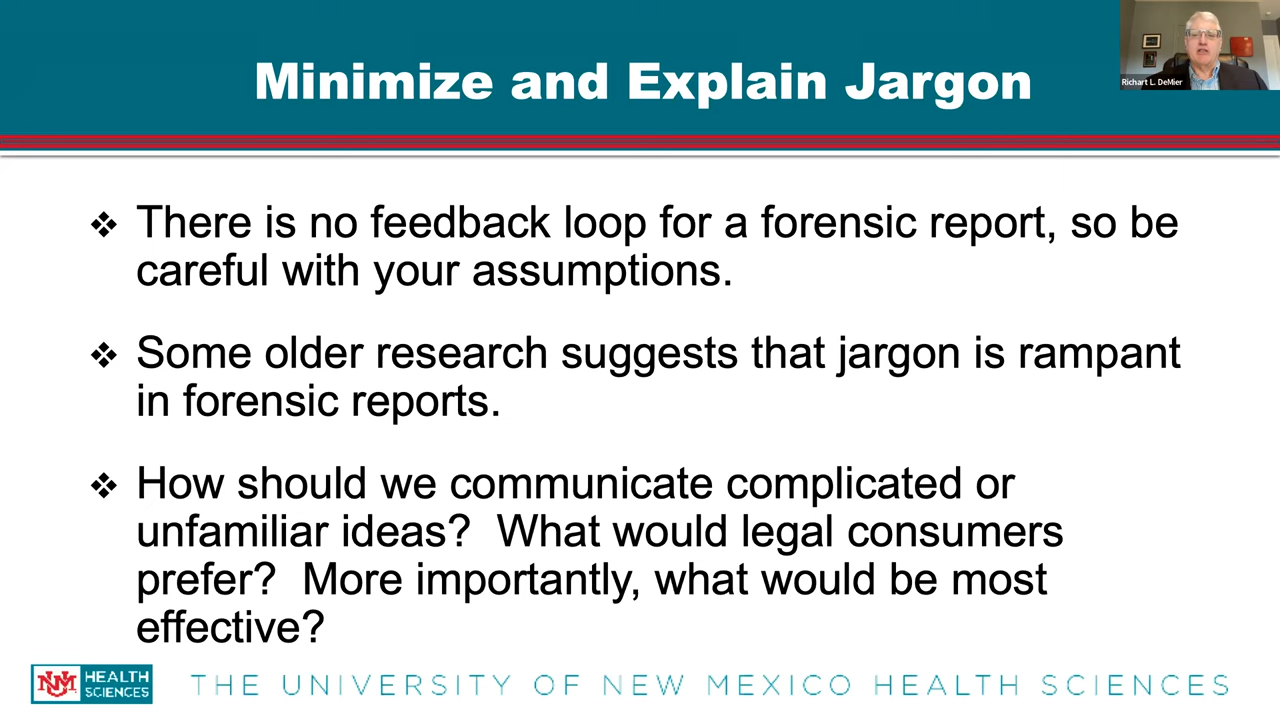 Minimize and Explain Jargon
Richart L. DeMier
❖ There is no feedback loop for a forensic report, so be
careful with your assumptions.
❖ Some older research suggests that jargon is rampant
in forensic reports.
❖ How should we communicate complicated or
unfamiliar ideas?  What would legal consumers
prefer?  More importantly, what would be most
effective?
UNM HEALTH
SCIENCES
THE UNIVERSITY OF NEW MEXICO HEALTH SCIENCES